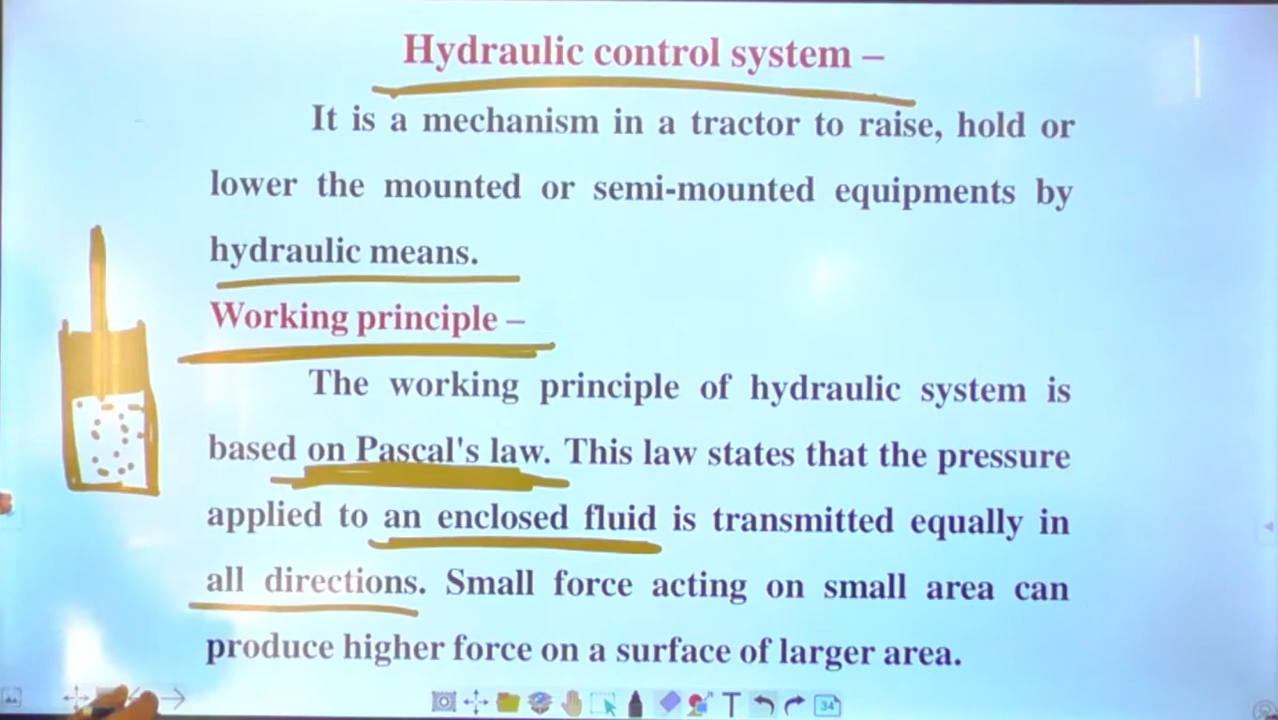 Hydraulic control system –
It is a mechanism in a tractor to raise, hold or
lower the mounted or semi-mounted equipments by
hydraulic means.
Working principle –
The working principle of hydraulic system is
based on Pascal's law. This law states that the pressure
applied to an enclosed fluid is transmitted equally in
all directions. Small force acting on small area can
produce higher force on a surface of larger area.
T 34